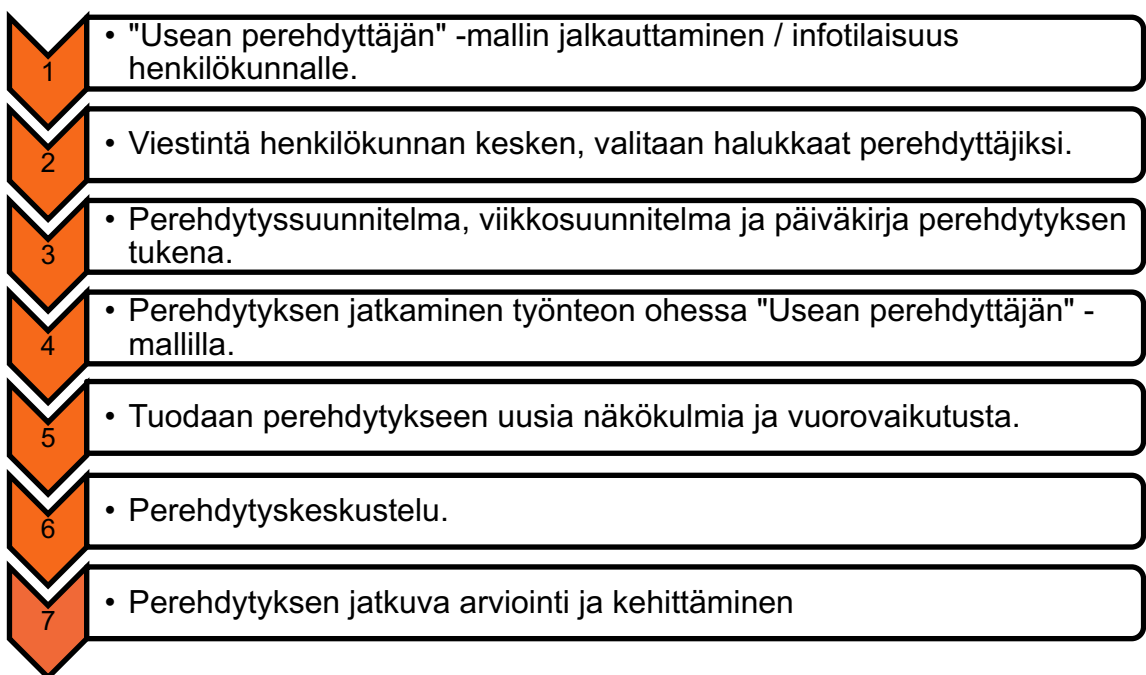 1
• "Usean perehdyttäjän" -mallin jalkauttaminen / infotilaisuus
henkilökunnalle.
2
• Viestintä henkilökunnan kesken, valitaan halukkaat perehdyttäjiksi.
3
• Perehdytyssuunnitelma, viikkosuunnitelma ja päiväkirja perehdytyksen
tukena.
4
• Perehdytyksen jatkaminen työnteon ohessa "Usean perehdyttäjän" -
mallilla.
5
• Tuodaan perehdytykseen uusia näkökulmia ja vuorovaikutusta.
6
• Perehdytyskeskustelu.
7
• Perehdytyksen jatkuva arviointi ja kehittäminen